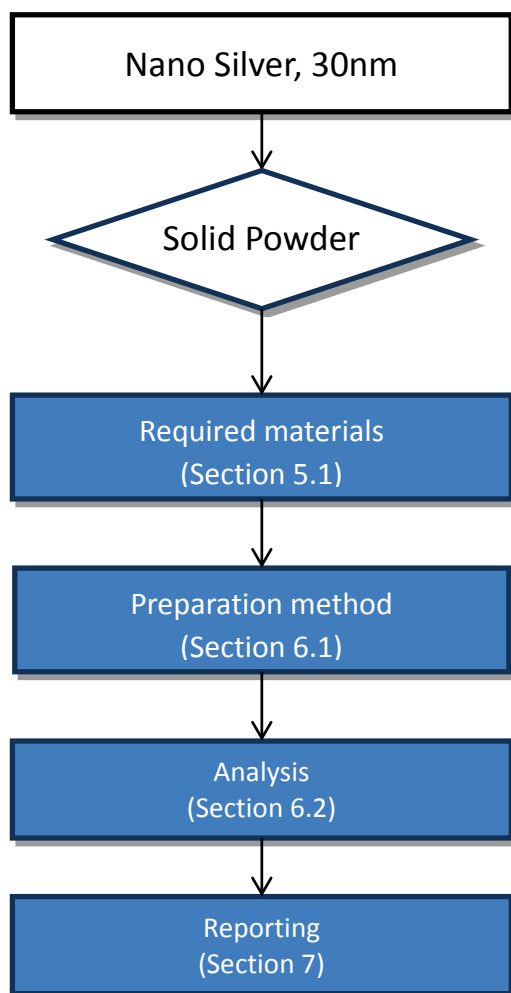 Nano Silver, 30nm
Solid Powder
Required materials
(Section 5.1)
Preparation method
(Section 6.1)
Analysis
(Section 6.2)
Reporting
(Section 7)